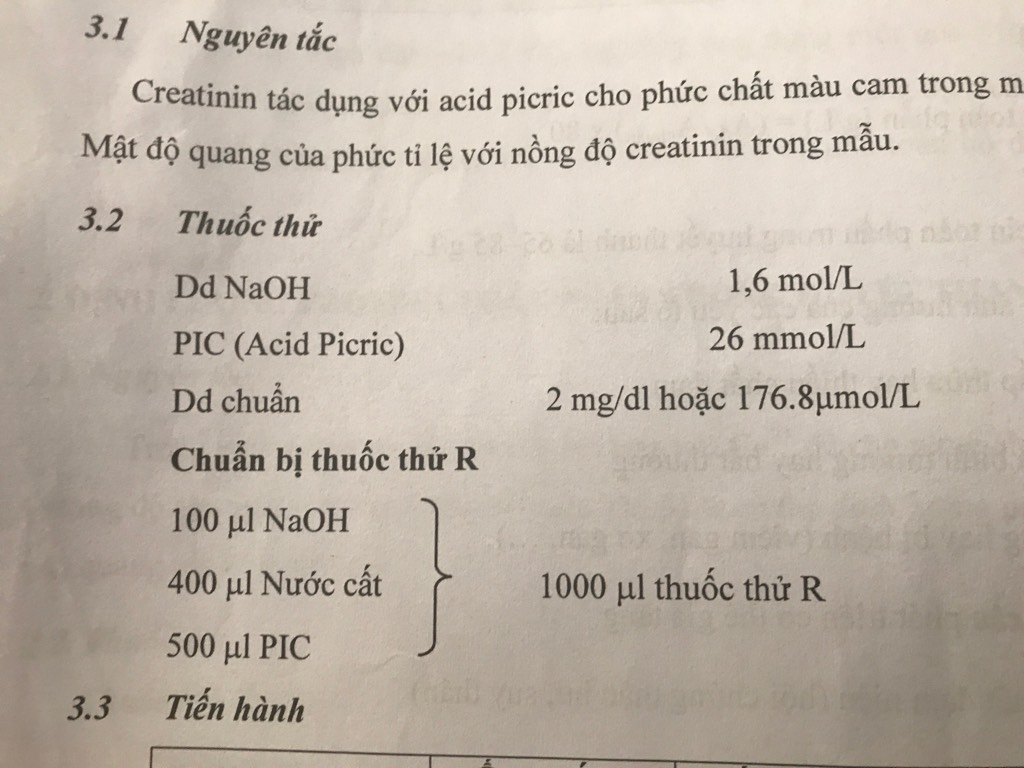 3.1 Nguyên tắc
Creatinin tác dụng với acid picric cho phức chất màu cam trong
Mật độ quang của phức tỉ lệ với nồng độ creatinin trong mẫu.
3.2 Thuốc thử
Dd NaOH 1,6 mol/L
PIC (Acid Picric) 26 mmol/L
Dd chuẩn 2 mg/dl hoặc 176.8µmol/L
Chuẩn bị thuốc thử R
100 µl NaOH
400 µl Nước cất 1000 µl thuốc thử R
500 µl PIC
3.3 Tiến hành